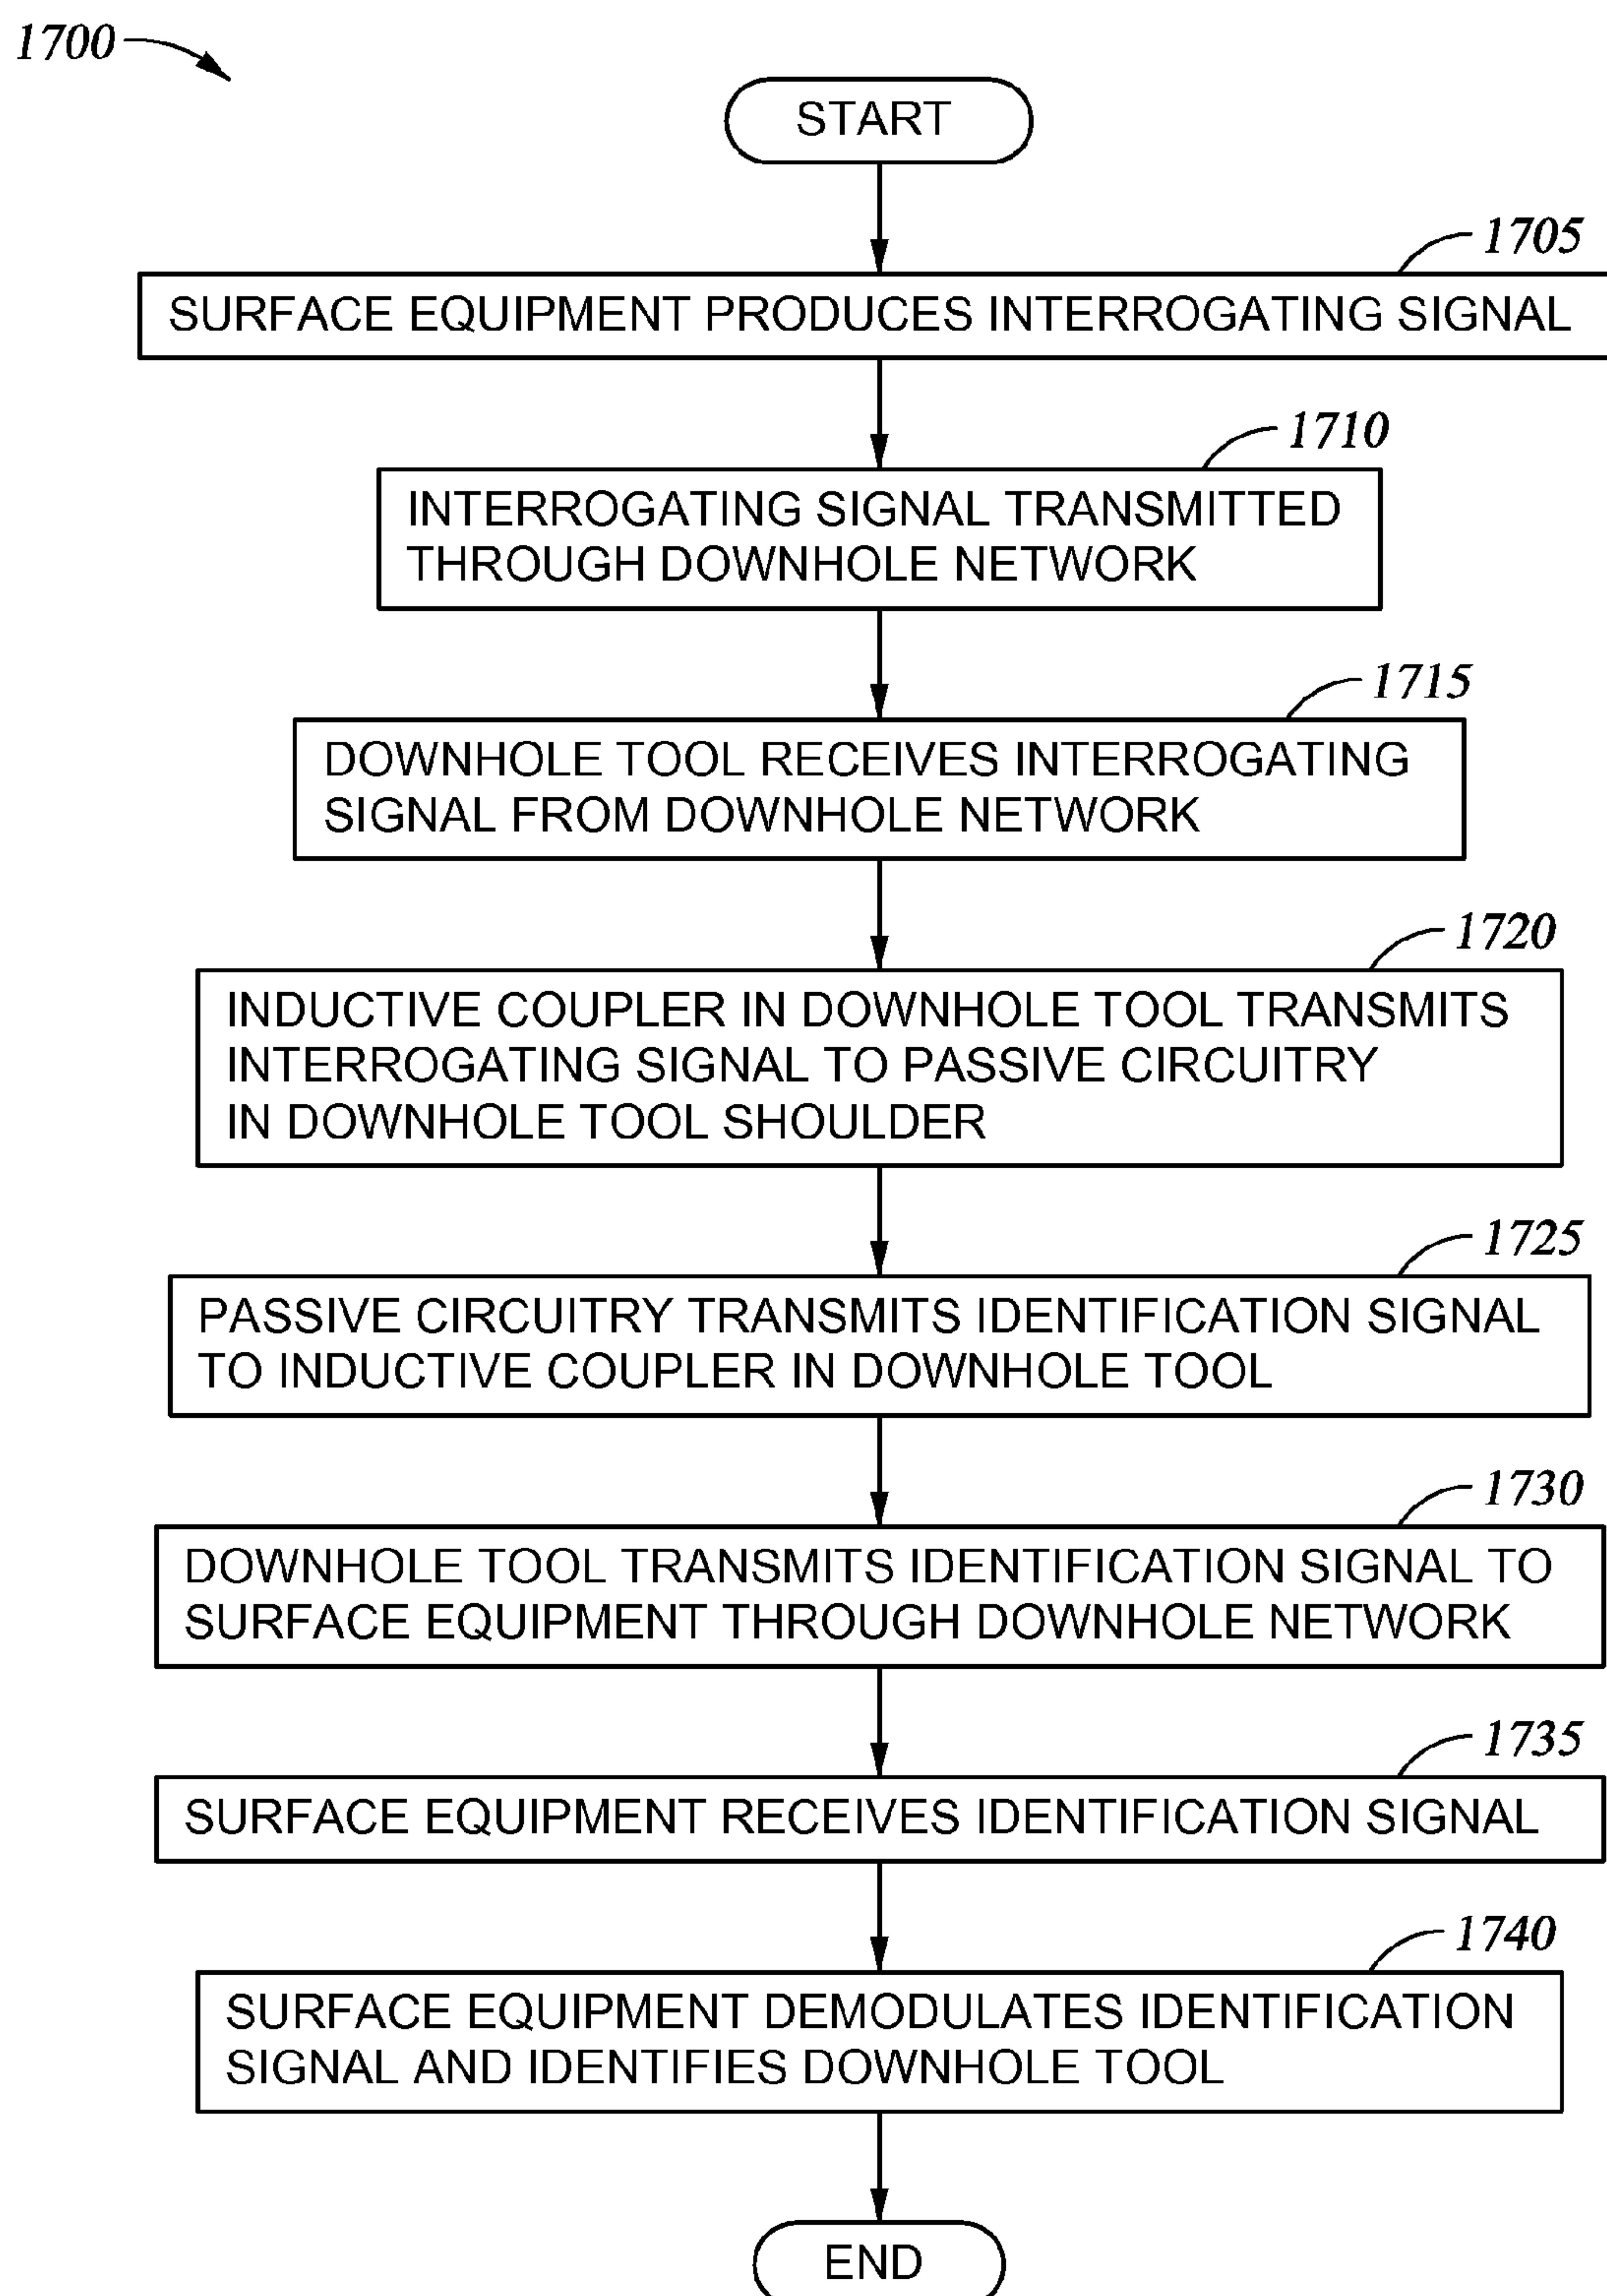 1700
START
1705
SURFACE EQUIPMENT PRODUCES INTERROGATING SIGNAL
1710
INTERROGATING SIGNAL TRANSMITTED
THROUGH DOWNHOLE NETWORK
1715
DOWNHOLE TOOL RECEIVES INTERROGATING
SIGNAL FROM DOWNHOLE NETWORK
1720
INDUCTIVE COUPLER IN DOWNHOLE TOOL TRANSMITS
INTERROGATING SIGNAL TO PASSIVE CIRCUITRY
IN DOWNHOLE TOOL SHOULDER
1725
PASSIVE CIRCUITRY TRANSMITS IDENTIFICATION SIGNAL
TO INDUCTIVE COUPLER IN DOWNHOLE TOOL
1730
DOWNHOLE TOOL TRANSMITS IDENTIFICATION SIGNAL TO
SURFACE EQUIPMENT THROUGH DOWNHOLE NETWORK
1735
SURFACE EQUIPMENT RECEIVES IDENTIFICATION SIGNAL
1740
SURFACE EQUIPMENT DEMODULATES IDENTIFICATION
SIGNAL AND IDENTIFIES DOWNHOLE TOOL
END